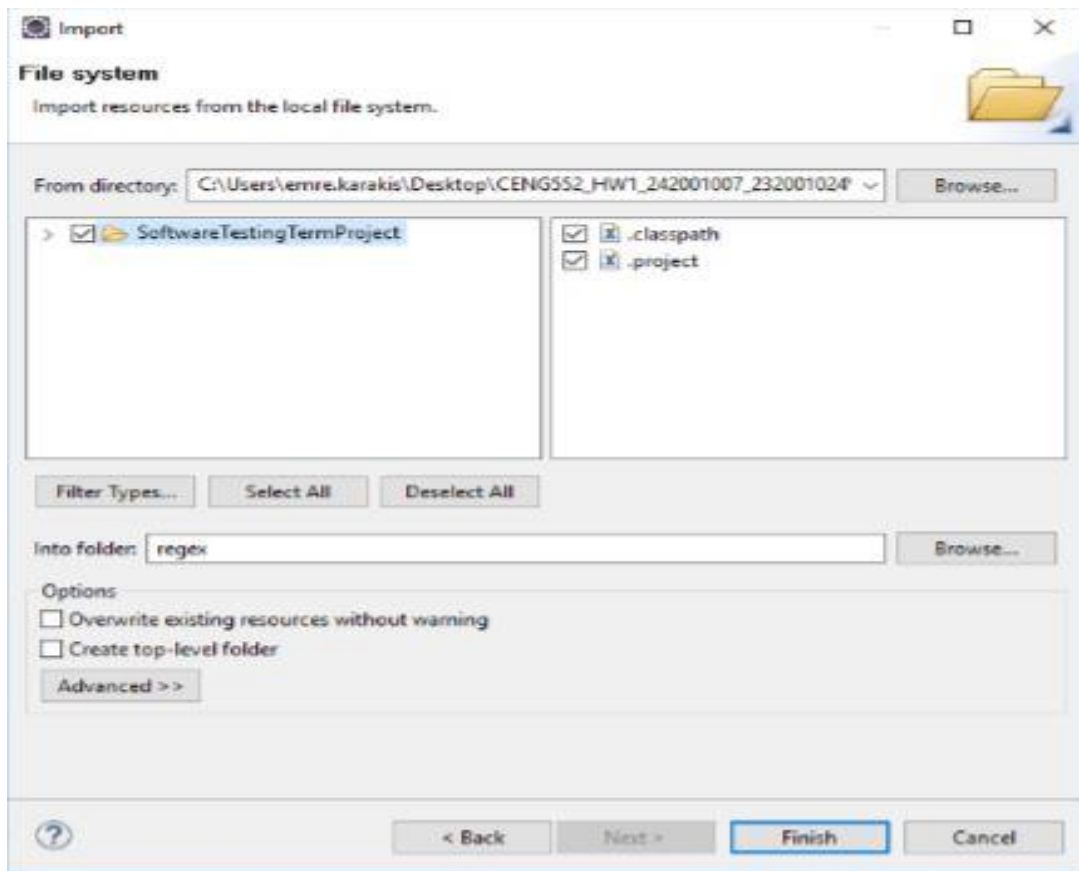 Import
File system
Import resources from the local file system.
From directory: C:\Users\emre.karakis\Desktop\CENG552_HW1_242001007_232001024 Browse...
SoftwareTestingTermProject
.classpath
.project
Filter Types... Select All Deselect All
Into folder: regex Browse...
Options
Overwrite existing resources without warning
Create top-level folder
Advanced >>
< Back Next > Finish Cancel